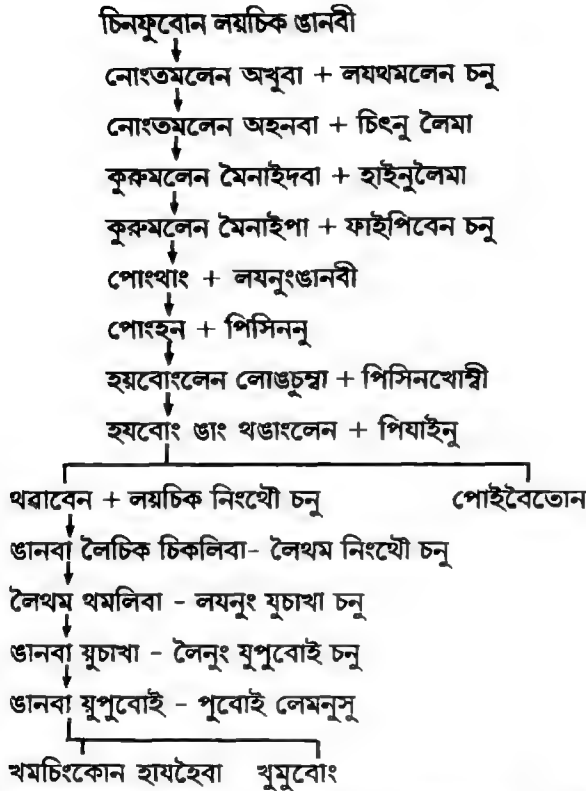 চিনফুবোন লয়চিক ঙানবী
নোংতমলেন অখুবা + লযথমলেন চনু
নোংতমলেন অহনবা + চিৎনু লৈমা
কুরুমলেন মৈনাইদবা + হাইনুলৈমা
কুরুমলেন মৈনাইপা + ফাইপিবেন চনু
পোংথাং + লযনুংঙানবী
পোংহন + পিসিননু
হয়বোংলেন লোঙচুম্বা + পিসিনখোম্বী
হযবোং ঙাং থঙাংলেন + পিযাইনু
থৱাবেন + লয়চিক নিংথৌ চনু পোইবৈতোন
ঙানবা লৈচিক চিকলিবা- লৈথম নিংথৌ চনু
লৈথম থমলিবা - লযনুং যুচাখা চনু
ঙানবা য়ুচাখা - লৈনুং যুপুবোই চনু
ঙানবা য়ুপুবোই - পুবোই লেমনুসু
খমচিংকোন হাযহৈবা খুমুবোং